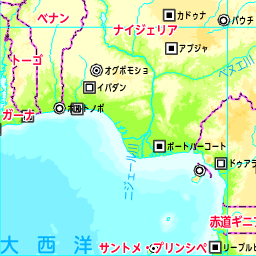 カドゥナ
ベナン
バウチ
ナイジェリア
アブジャ
トーゴ
ベヌエ川
オグボモショ
イバダン
ポルトノボ
ガーナ
ポートハーコート
ドゥアラ
ニジェール川
赤道ギニ
大西洋
サントメ・プリンシペ
リーブルビ